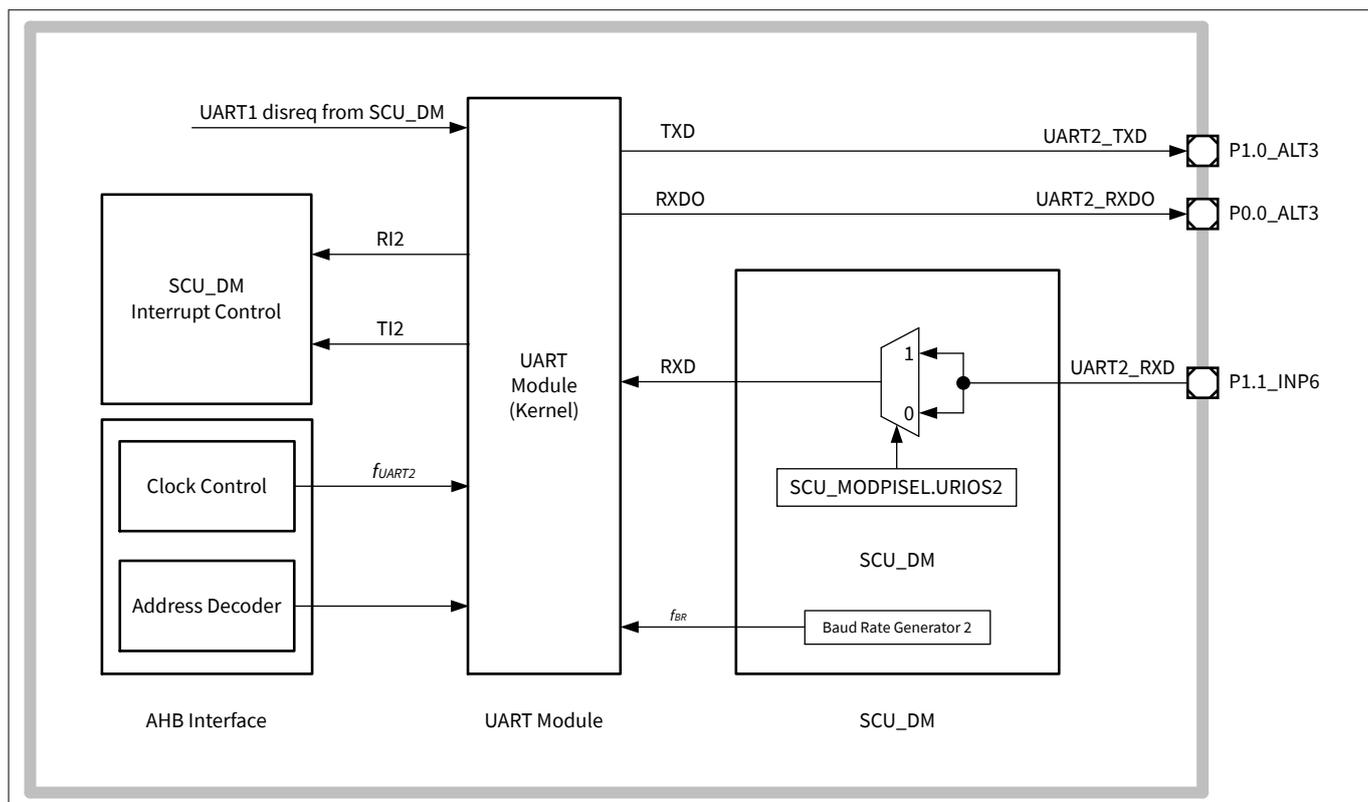 UART1 disreq from SCU_DM
TXD
UART2_TXD
P1.0_ALT3
RXDO
UART2_RXDO
P0.0_ALT3
RI2
SCU_DM
Interrupt Control
TI2
UART
Module
(Kernel)
RXD
1
0
UART2_RXD
P1.1_INP6
Clock Control
fUART2
SCU_MODPISEL.URIOS2
SCU_DM
Address Decoder
fBR
Baud Rate Generator 2
AHB Interface
UART Module
SCU_DM